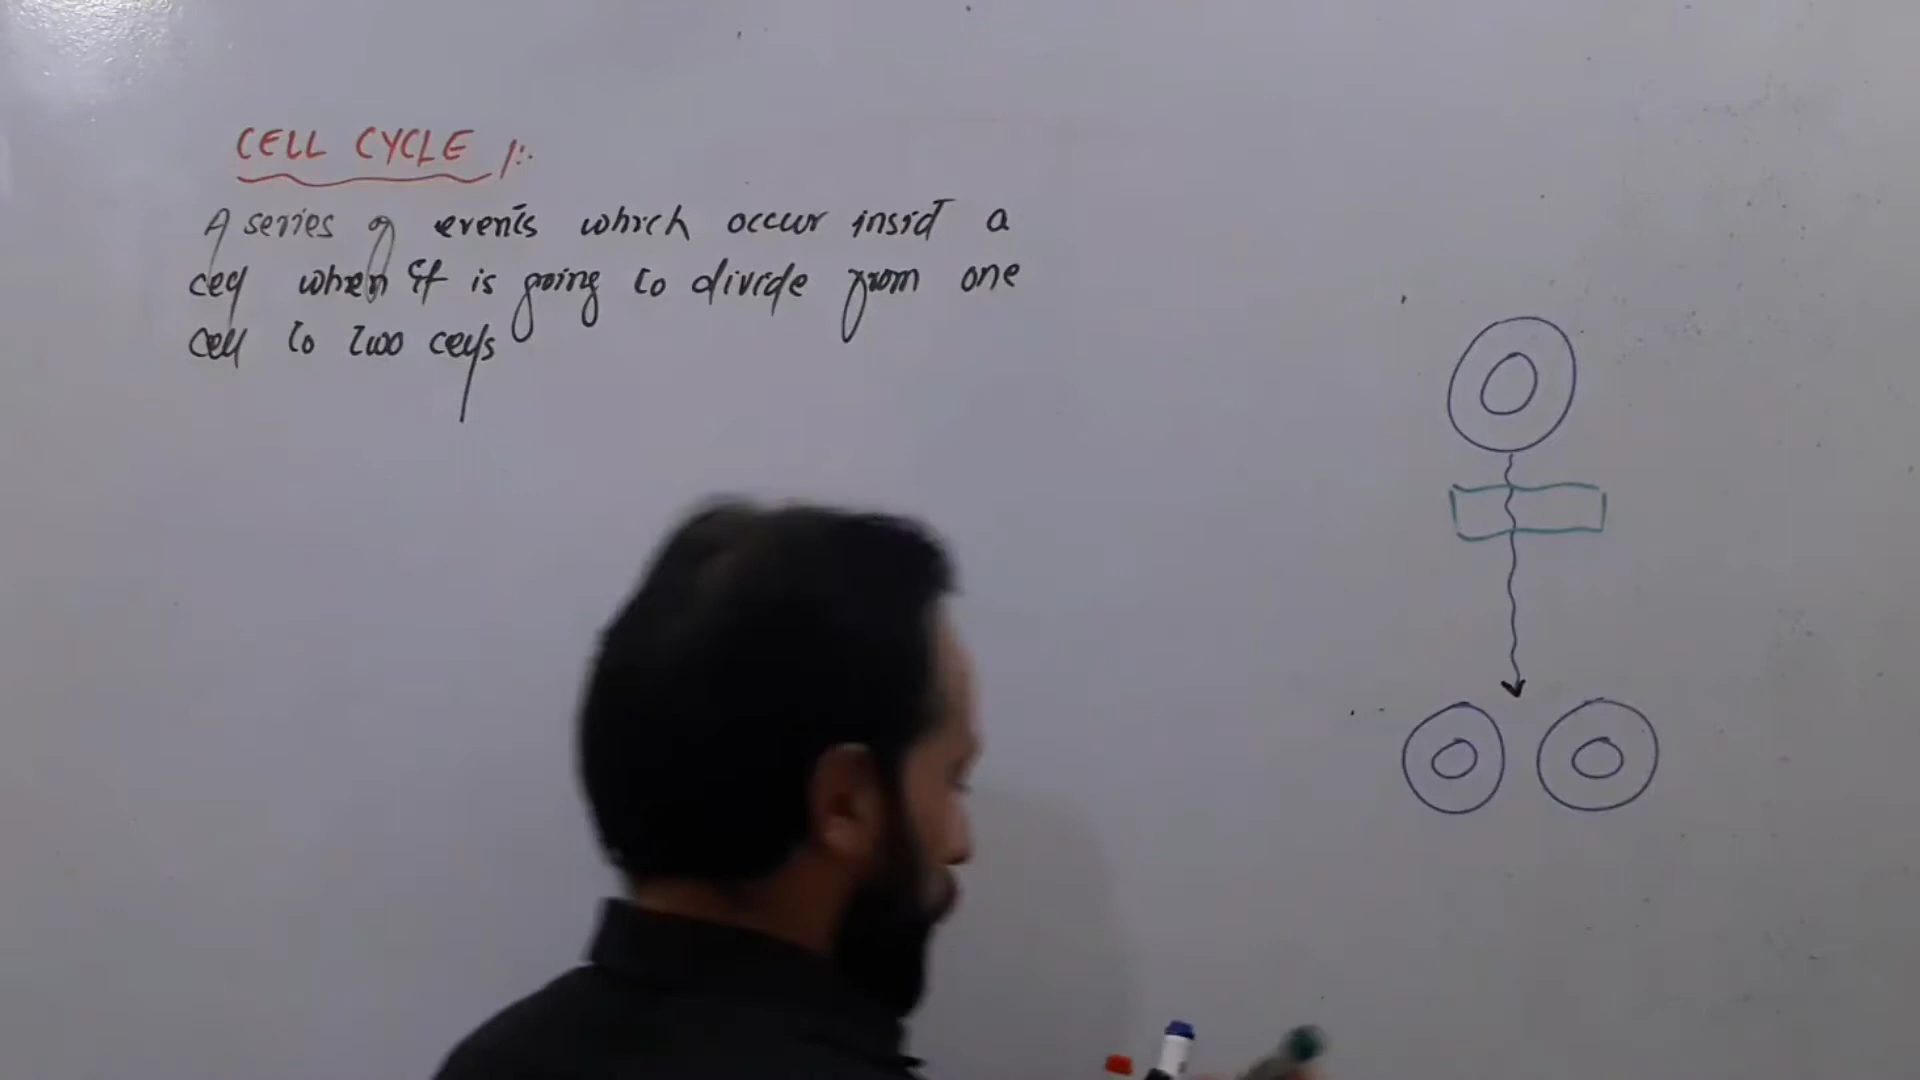 CELL CYCLE :-
A series of events which occur insid a
cell when it is going to divide from one
cell to two cells